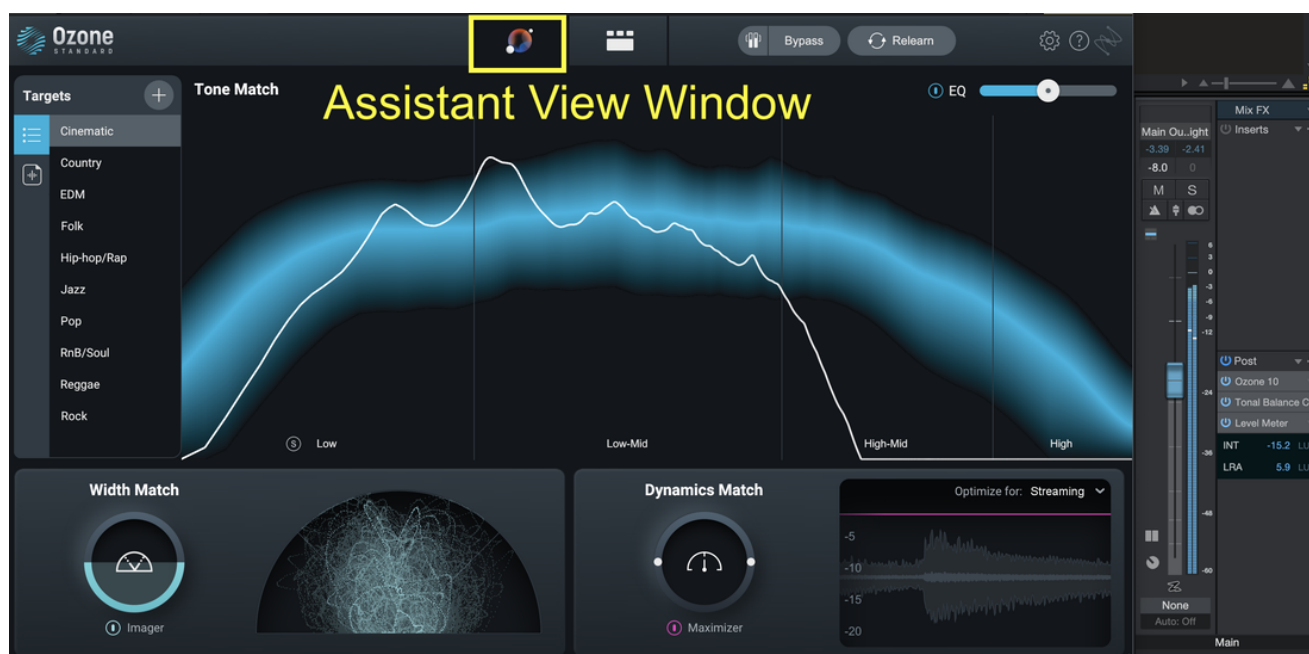 Ozone
STANDARD
Bypass
Relearn
?
Assistant View Window
Targets
+
Tone Match
EQ
Cinematic
Country
EDM
Folk
Hip-hop/Rap
Jazz
Pop
RnB/Soul
Reggae
Rock
S
Low
Low-Mid
High-Mid
High
Width Match
Imager
Dynamics Match
Maximizer
Optimize for: Streaming
-5
-10
-15
-20
Mix FX
Main Ou..ight
Inserts
-3.39 -2.41
-8.0 0
M S
6
3
0
-3
-6
-9
-12
-24
-36
-48
-60
Post
Ozone 10
Tonal Balance C
Level Meter
INT -15.2 LU
LRA 5.9 LU
None
Auto: Off
Main